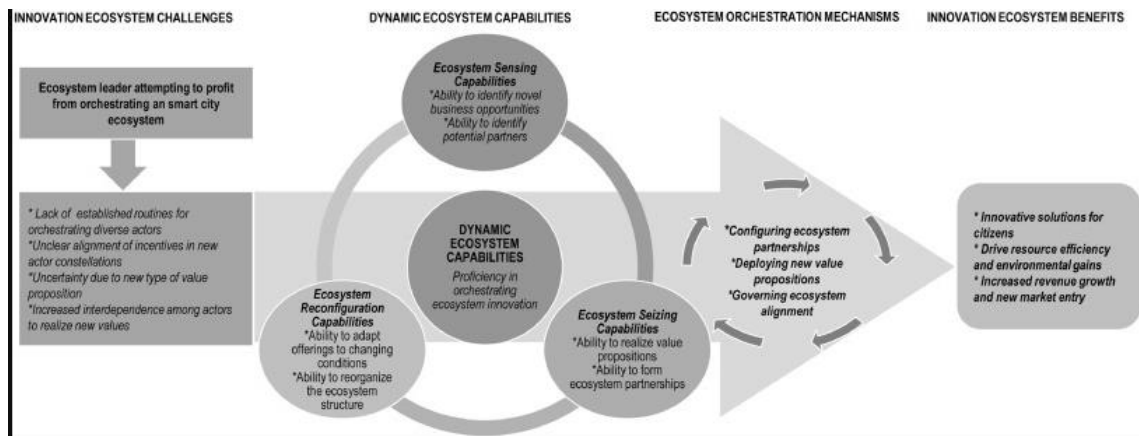 INNOVATION ECOSYSTEM CHALLENGES
DYNAMIC ECOSYSTEM CAPABILITIES
ECOSYSTEM ORCHESTRATION MECHANISMS
INNOVATION ECOSYSTEM BENEFITS
Ecosystem leader attempting to profit
from orchestrating an smart city
ecosystem
* Lack of established routines for
orchestrating diverse actors
*Unclear alignment of incentives in new
actor constellations
*Uncertainty due to new type of value
proposition
*Increased interdependence among actors
to realize new values
Ecosystem Sensing
Capabilities
*Ability to identify novel
business opportunities
*Ability to identify
potential partners
DYNAMIC
ECOSYSTEM
CAPABILITIES
Proficiency in
orchestrating
ecosystem innovation
Ecosystem
Reconfiguration
Capabilities
*Ability to adapt
offerings to changing
conditions
*Ability to reorganize
the ecosystem
structure
Ecosystem Seizing
Capabilities
*Ability to realize value
propositions
*Ability to form
ecosystem partnerships
*Configuring ecosystem
partnerships
*Deploying new value
propositions
*Governing ecosystem
alignment
* Innovative solutions for
citizens
* Drive resource efficiency
and environmental gains
* Increased revenue growth
and new market entry